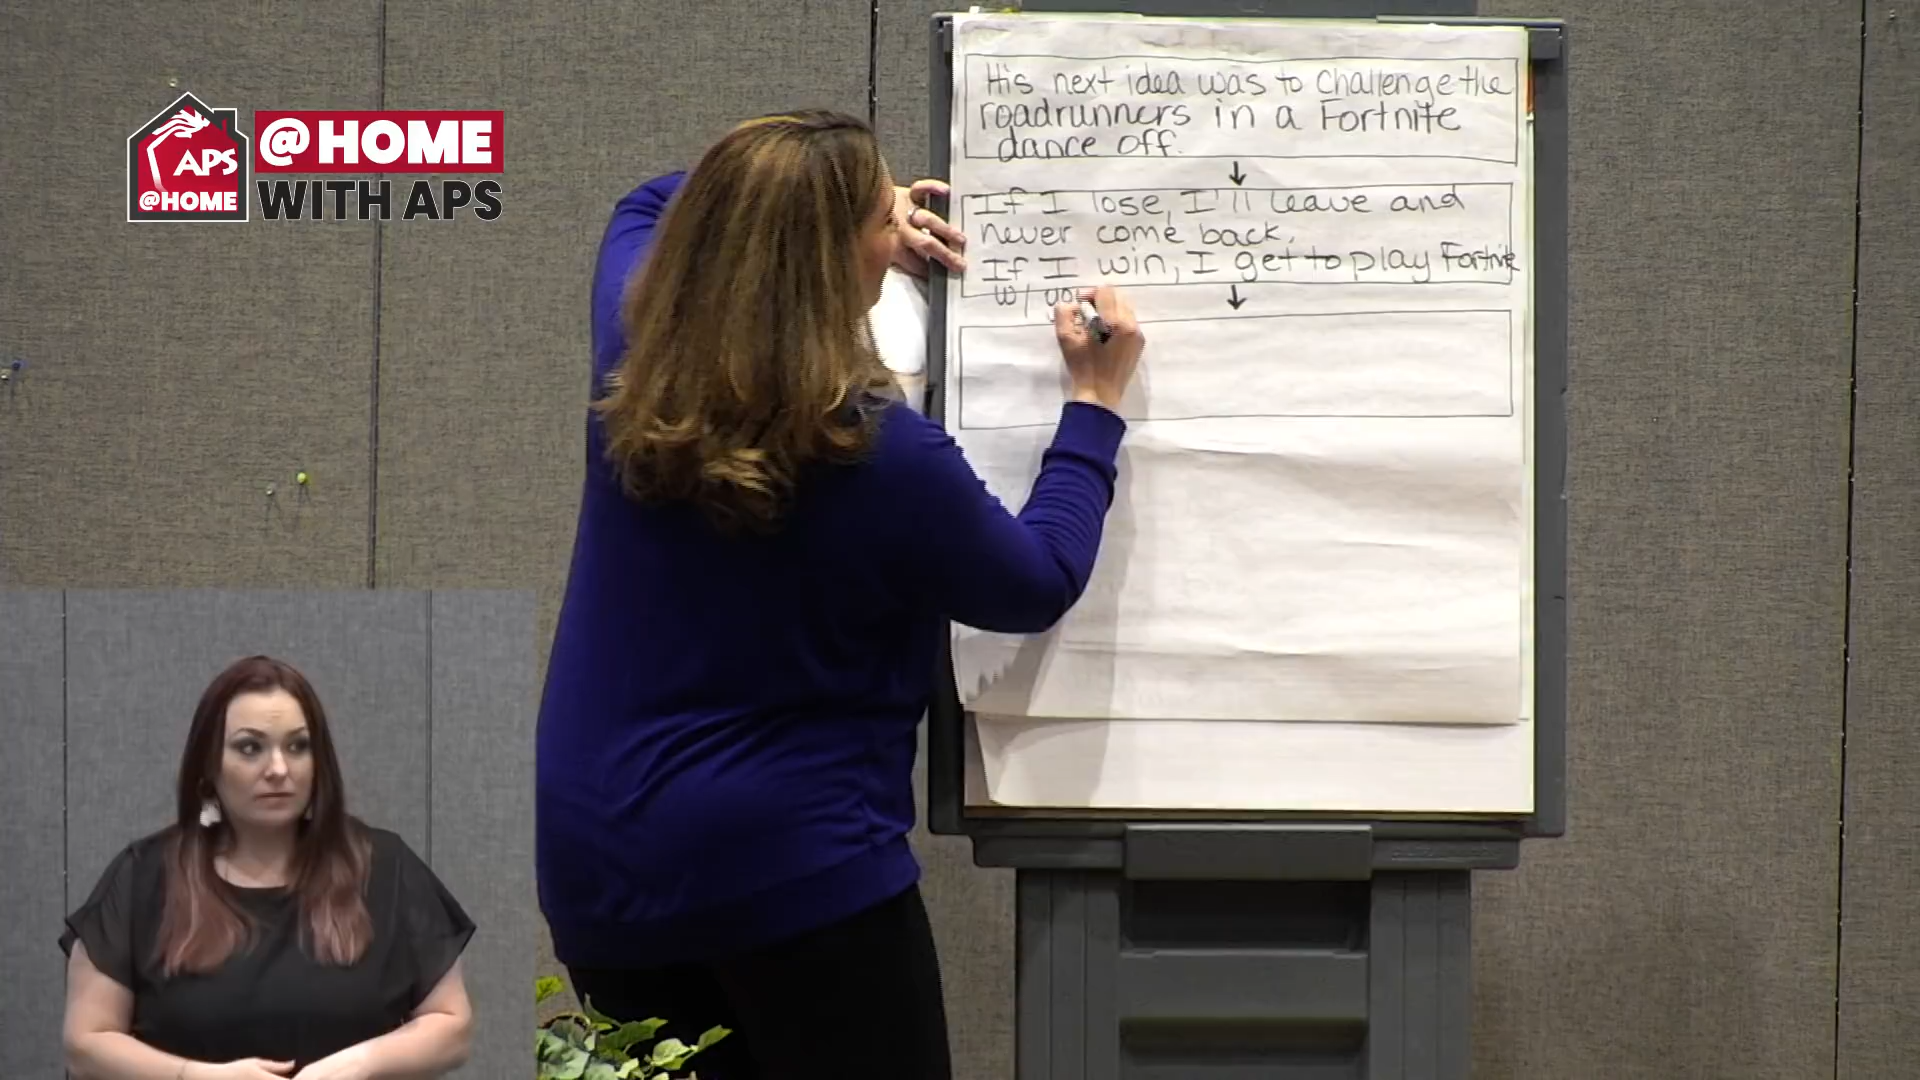 APS
@HOME
@HOME
WITH APS
His next idea was to challenge the
roadrunners in a Fortnite
dance off.
If I lose, I'll leave and
never come back.
If I win, I get to play Fortnite
w/ you